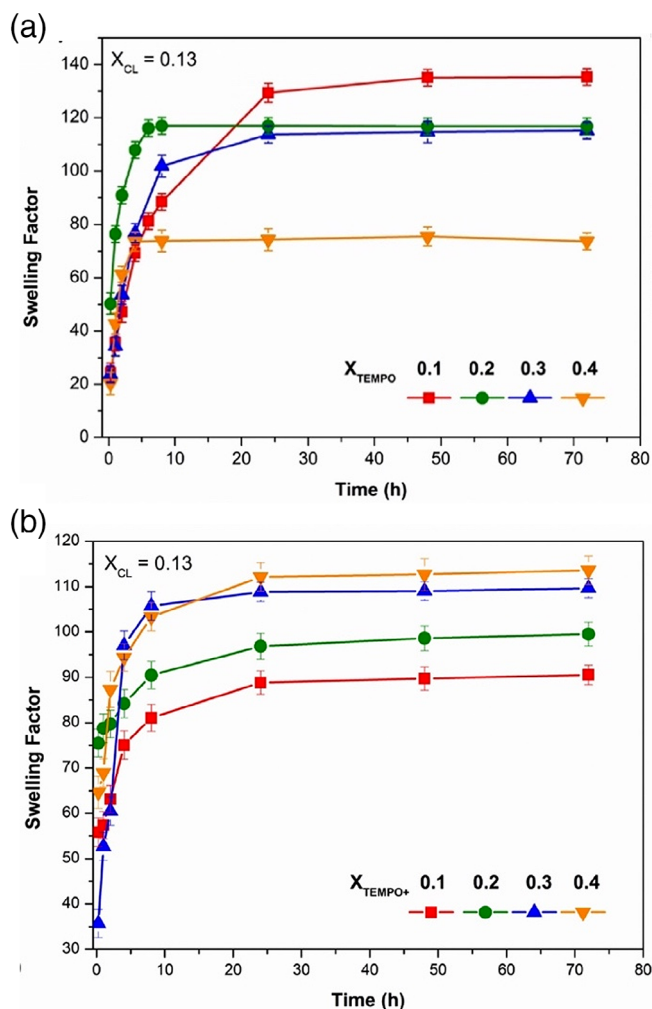 (a)
X_CL = 0.13
140
120
100
80
60
40
20
0
Swelling Factor
X_TEMPO 0.1 0.2 0.3 0.4
0 10 20 30 40 50 60 70 80
Time (h)
(b)
X_CL = 0.13
120
110
100
90
80
70
60
50
40
30
Swelling Factor
X_TEMPO+ 0.1 0.2 0.3 0.4
0 10 20 30 40 50 60 70 80
Time (h)